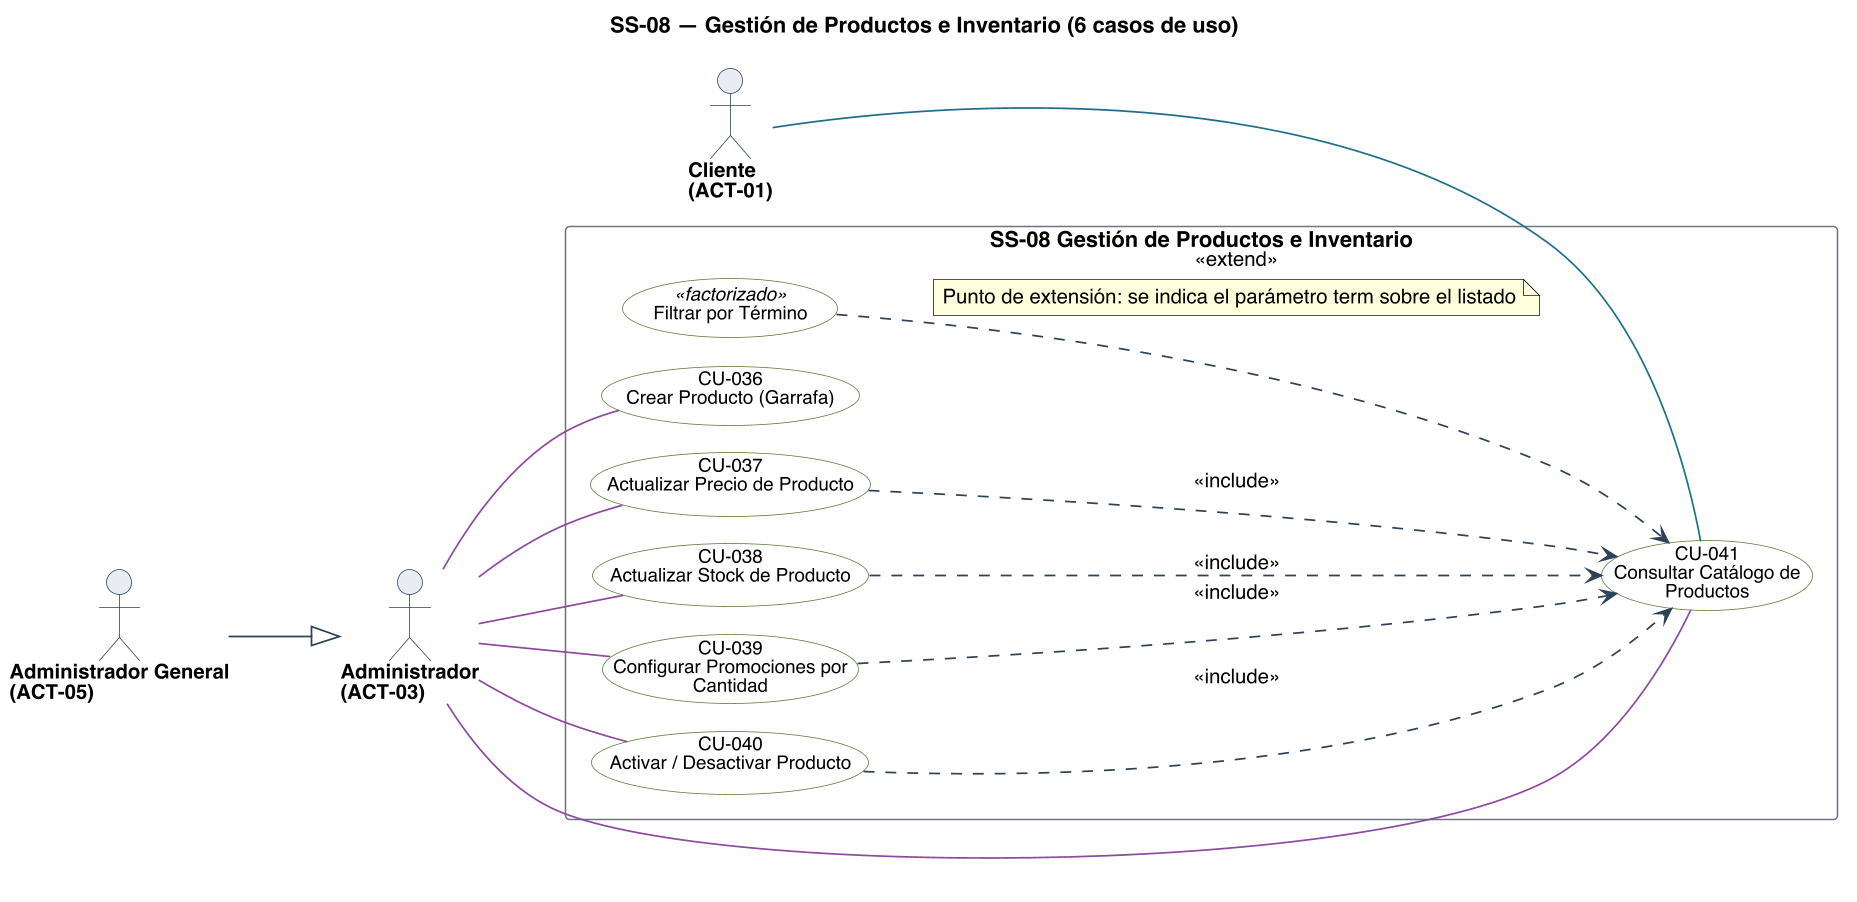 SS-08 — Gestión de Productos e Inventario (6 casos de uso)
Cliente
(ACT-01)
SS-08 Gestión de Productos e Inventario
«extend»
Punto de extensión: se indica el parámetro term sobre el listado
«factorizado»
Filtrar por Término
CU-036
Crear Producto (Garrafa)
CU-037
Actualizar Precio de Producto
«include»
CU-038
Actualizar Stock de Producto
«include»
«include»
CU-041
Consultar Catálogo de
Productos
CU-039
Configurar Promociones por
Cantidad
«include»
CU-040
Activar / Desactivar Producto
Administrador General
(ACT-05)
Administrador
(ACT-03)